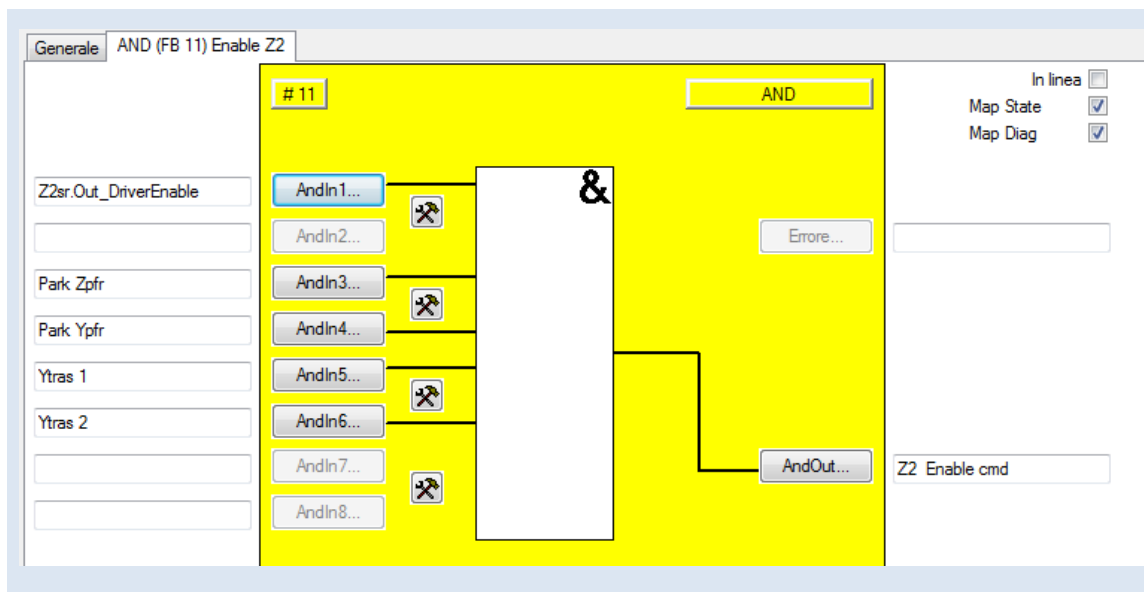 Generale AND (FB 11) Enable Z2
# 11 AND In linea
Map State
Map Diag
Z2sr.Out_DriverEnable AndIn1... &
AndIn2... Errore...
Park Zpfr AndIn3...
Park Ypfr AndIn4...
Ytras 1 AndIn5...
Ytras 2 AndIn6...
AndIn7... AndOut... Z2 Enable cmd
AndIn8...